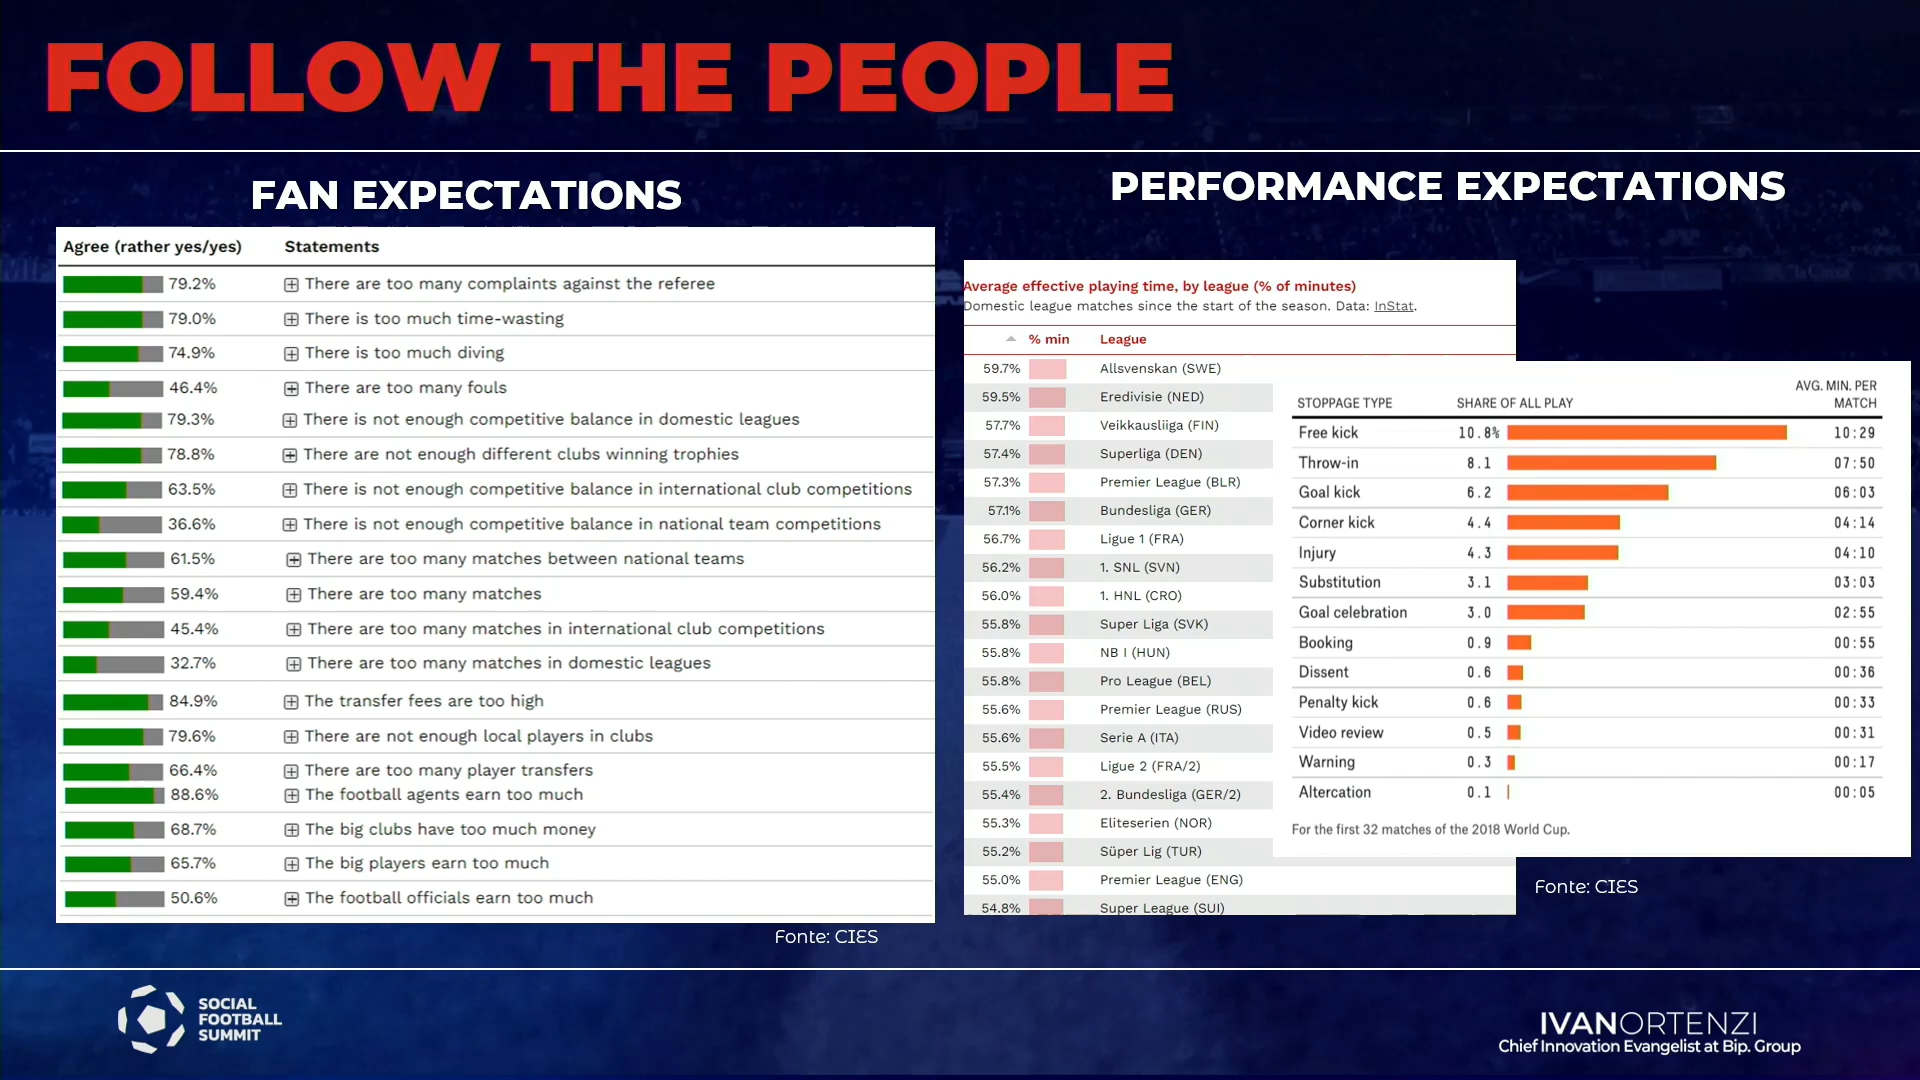 FOLLOW THE PEOPLE
FAN EXPECTATIONS
Agree (rather yes/yes) Statements
79.2% There are too many complaints against the referee
79.0% There is too much time-wasting
74.9% There is too much diving
46.4% There are too many fouls
79.3% There is not enough competitive balance in domestic leagues
78.8% There are not enough different clubs winning trophies
63.5% There is not enough competitive balance in international club competitions
36.6% There is not enough competitive balance in national team competitions
61.5% There are too many matches between national teams
59.4% There are too many matches
45.4% There are too many matches in international club competitions
32.7% There are too many matches in domestic leagues
84.9% The transfer fees are too high
79.6% There are not enough local players in clubs
66.4% There are too many player transfers
88.6% The football agents earn too much
68.7% The big clubs have too much money
65.7% The big players earn too much
50.6% The football officials earn too much
Fonte: CIES
PERFORMANCE EXPECTATIONS
Average effective playing time, by league (% of minutes)
Domestic league matches since the start of the season. Data: InStat.
% min League
59.7% Allsvenskan (SWE)
59.5% Eredivisie (NED)
57.7% Veikkausliiga (FIN)
57.4% Superliga (DEN)
57.3% Premier League (BLR)
57.1% Bundesliga (GER)
56.7% Ligue 1 (FRA)
56.2% 1. SNL (SVN)
56.0% 1. HNL (CRO)
55.8% Super Liga (SVK)
55.8% NB I (HUN)
55.8% Pro League (BEL)
55.6% Premier League (RUS)
55.6% Serie A (ITA)
55.5% Ligue 2 (FRA/2)
55.4% 2. Bundesliga (GER/2)
55.3% Eliteserien (NOR)
55.2% Süper Lig (TUR)
55.0% Premier League (ENG)
54.8% Super League (SUI)
AVG. MIN. PER
STOPPAGE TYPE SHARE OF ALL PLAY MATCH
Free kick 10.8% 10:29
Throw-in 8.1 07:50
Goal kick 6.2 06:03
Corner kick 4.4 04:14
Injury 4.3 04:10
Substitution 3.1 03:03
Goal celebration 3.0 02:55
Booking 0.9 00:55
Dissent 0.6 00:36
Penalty kick 0.6 00:33
Video review 0.5 00:31
Warning 0.3 00:17
Altercation 0.1 00:05
For the first 32 matches of the 2018 World Cup.
Fonte: CIES
SOCIAL
FOOTBALL
SUMMIT
IVANORTENZI
Chief Innovation Evangelist at Bip. Group